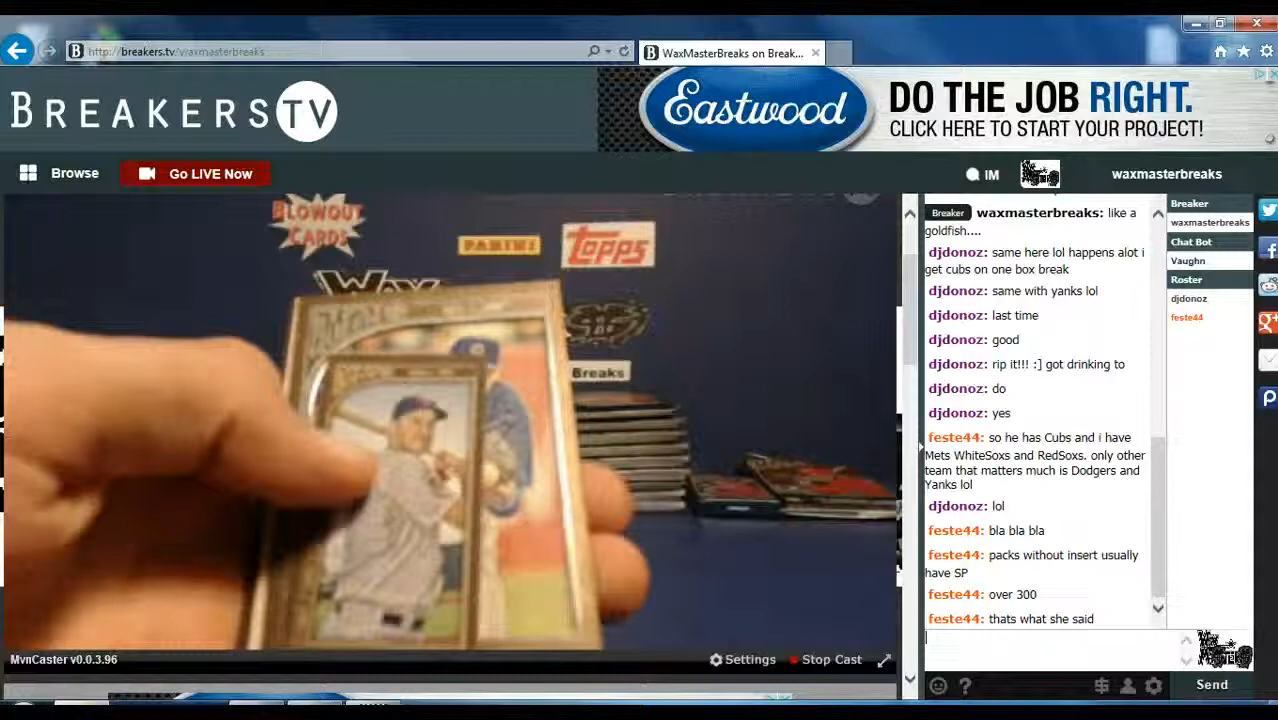 B http://breakers.tv/waxmasterbreaks
B WaxMasterBreaks on Break...
BREAKERS TV
Eastwood
DO THE JOB RIGHT.
CLICK HERE TO START YOUR PROJECT!
Browse
Go LIVE Now
IM
waxmasterbreaks
BLOWOUT
CARDS
PANINI
TOPPS
WAX
Breaks
Breaker waxmasterbreaks: like a
goldfish....
djdonoz: same here lol happens alot i
get cubs on one box break
djdonoz: same with yanks lol
djdonoz: last time
djdonoz: good
djdonoz: rip it!!! :] got drinking to
djdonoz: do
djdonoz: yes
feste44: so he has Cubs and i have
Mets WhiteSoxs and RedSoxs. only other
team that matters much is Dodgers and
Yanks lol
djdonoz: lol
feste44: bla bla bla
feste44: packs without insert usually
have SP
feste44: over 300
feste44: thats what she said
Breaker
waxmasterbreaks
Chat Bot
Vaughn
Roster
djdonoz
feste44
MvnCaster v0.0.3.96
Settings
Stop Cast
Send